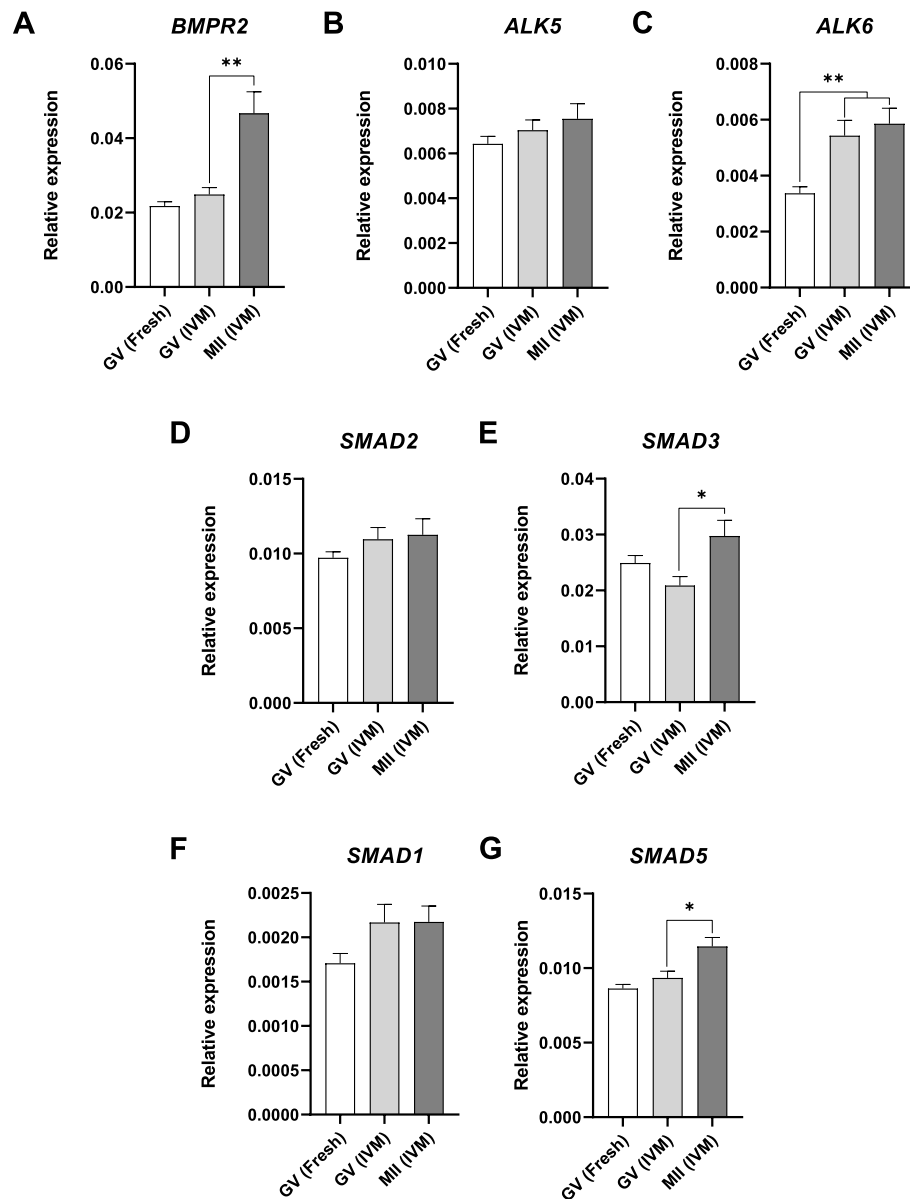 A
BMPR2
Relative expression
0.06
0.04
0.02
0.00
**
GV (Fresh)
GV (IVM)
MII (IVM)
B
ALK5
Relative expression
0.010
0.008
0.006
0.004
0.002
0.000
GV (Fresh)
GV (IVM)
MII (IVM)
C
ALK6
Relative expression
0.008
0.006
0.004
0.002
0.000
**
GV (Fresh)
GV (IVM)
MII (IVM)
D
SMAD2
Relative expression
0.015
0.010
0.005
0.000
GV (Fresh)
GV (IVM)
MII (IVM)
E
SMAD3
Relative expression
0.04
0.03
0.02
0.01
0.00
*
GV (Fresh)
GV (IVM)
MII (IVM)
F
SMAD1
Relative expression
0.0025
0.0020
0.0015
0.0010
0.0005
0.0000
GV (Fresh)
GV (IVM)
MII (IVM)
G
SMAD5
Relative expression
0.015
0.010
0.005
0.000
*
GV (Fresh)
GV (IVM)
MII (IVM)